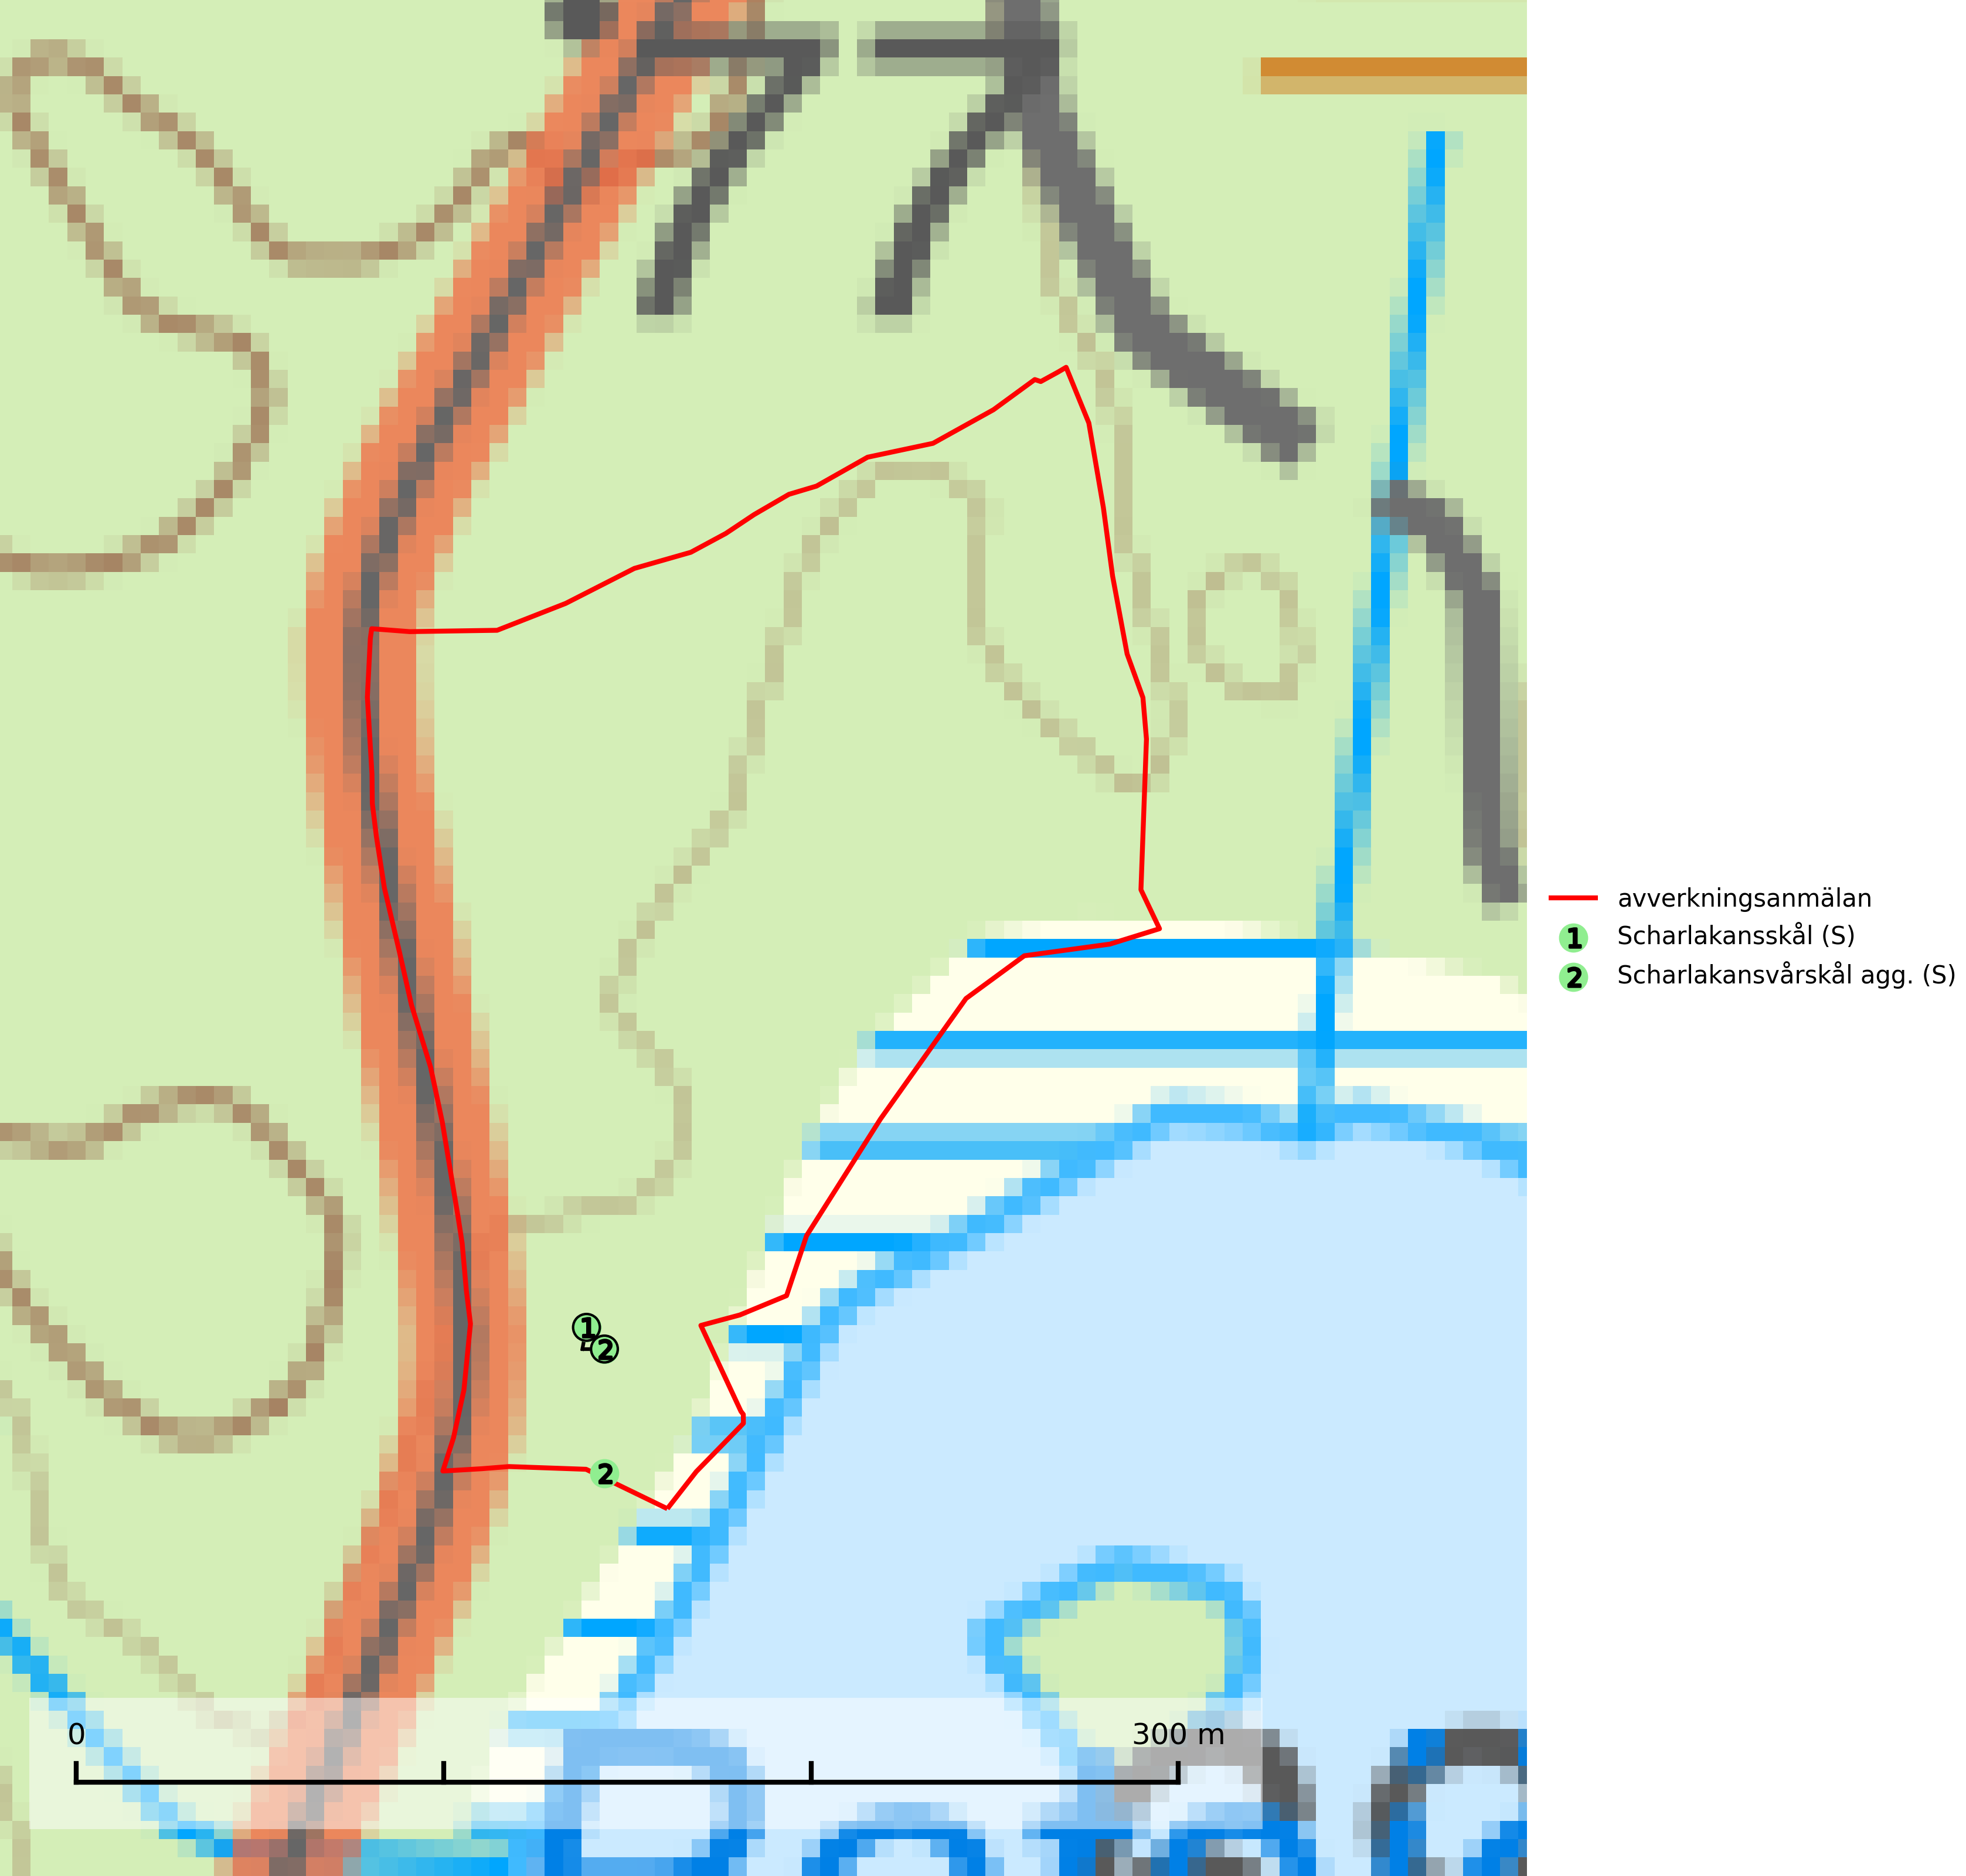 avverkningsanmälan
1 Scharlakansskål (S)
2 Scharlakansvårskål agg. (S)
1
2
2
0 300 m